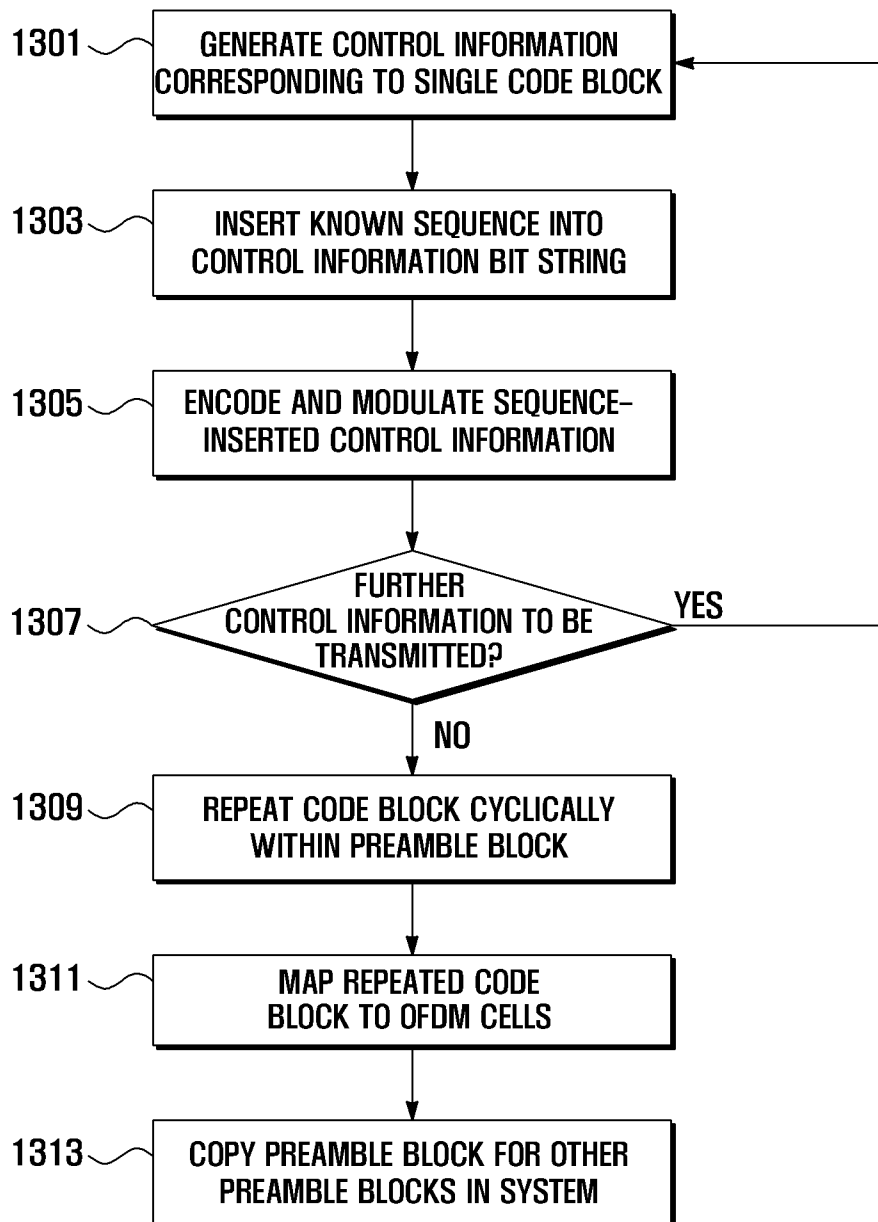 1301
GENERATE CONTROL INFORMATION
CORRESPONDING TO SINGLE CODE BLOCK
1303
INSERT KNOWN SEQUENCE INTO
CONTROL INFORMATION BIT STRING
1305
ENCODE AND MODULATE SEQUENCE–
INSERTED CONTROL INFORMATION
1307
FURTHER
CONTROL INFORMATION TO BE
TRANSMITTED?
YES
NO
1309
REPEAT CODE BLOCK CYCLICALLY
WITHIN PREAMBLE BLOCK
1311
MAP REPEATED CODE
BLOCK TO OFDM CELLS
1313
COPY PREAMBLE BLOCK FOR OTHER
PREAMBLE BLOCKS IN SYSTEM